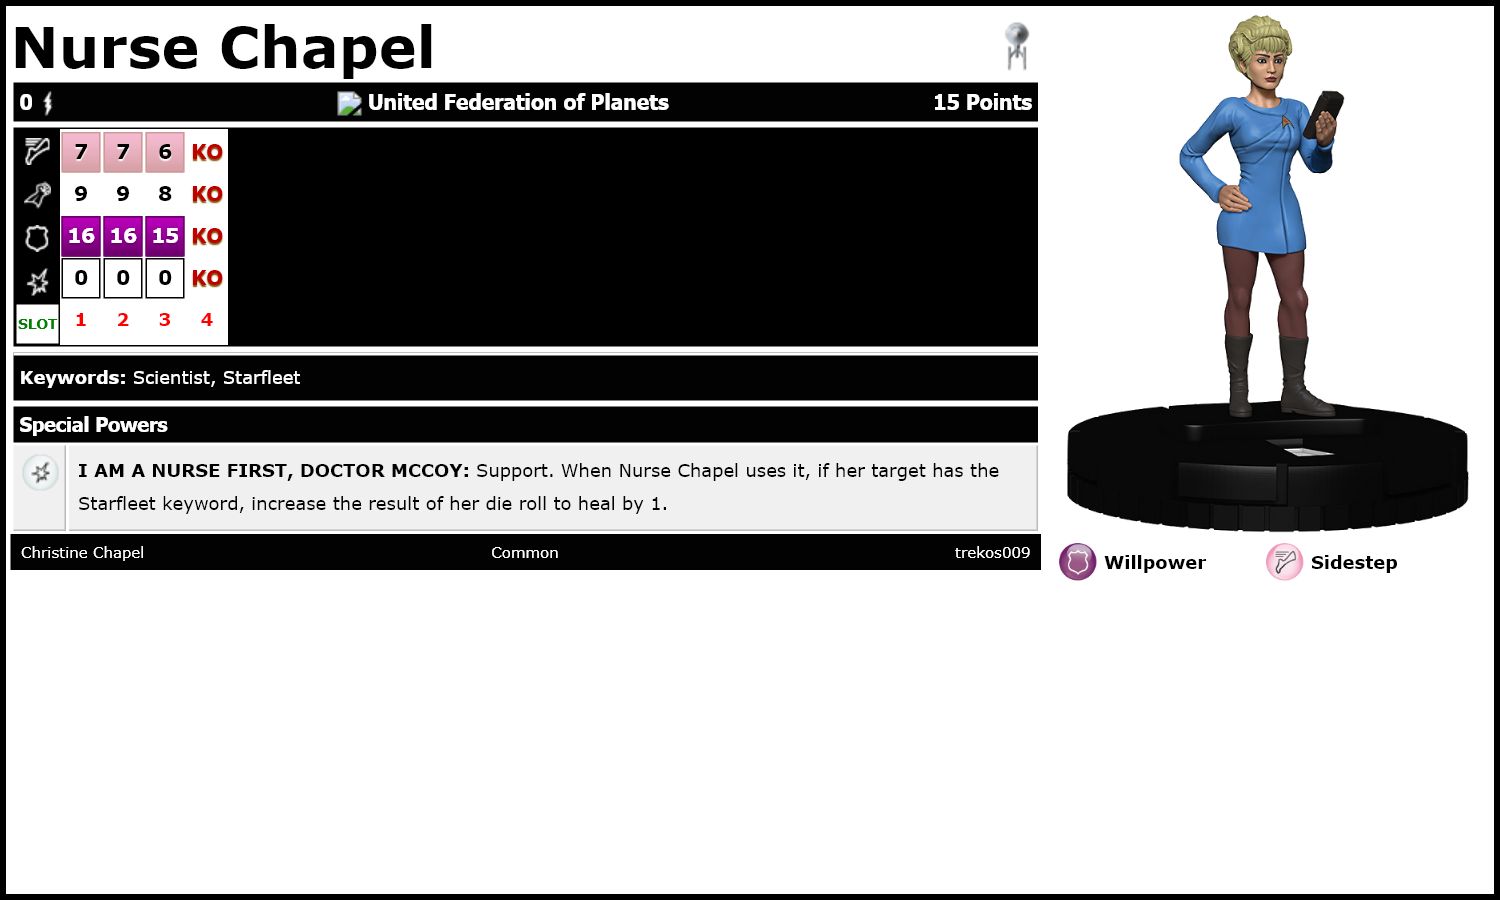 Nurse Chapel
0 United Federation of Planets 15 Points
7 7 6 KO
9 9 8 KO
16 16 15 KO
0 0 0 KO
SLOT 1 2 3 4
Keywords: Scientist, Starfleet
Special Powers
I AM A NURSE FIRST, DOCTOR MCCOY: Support. When Nurse Chapel uses it, if her target has the
Starfleet keyword, increase the result of her die roll to heal by 1.
Christine Chapel Common trekos009
Willpower Sidestep